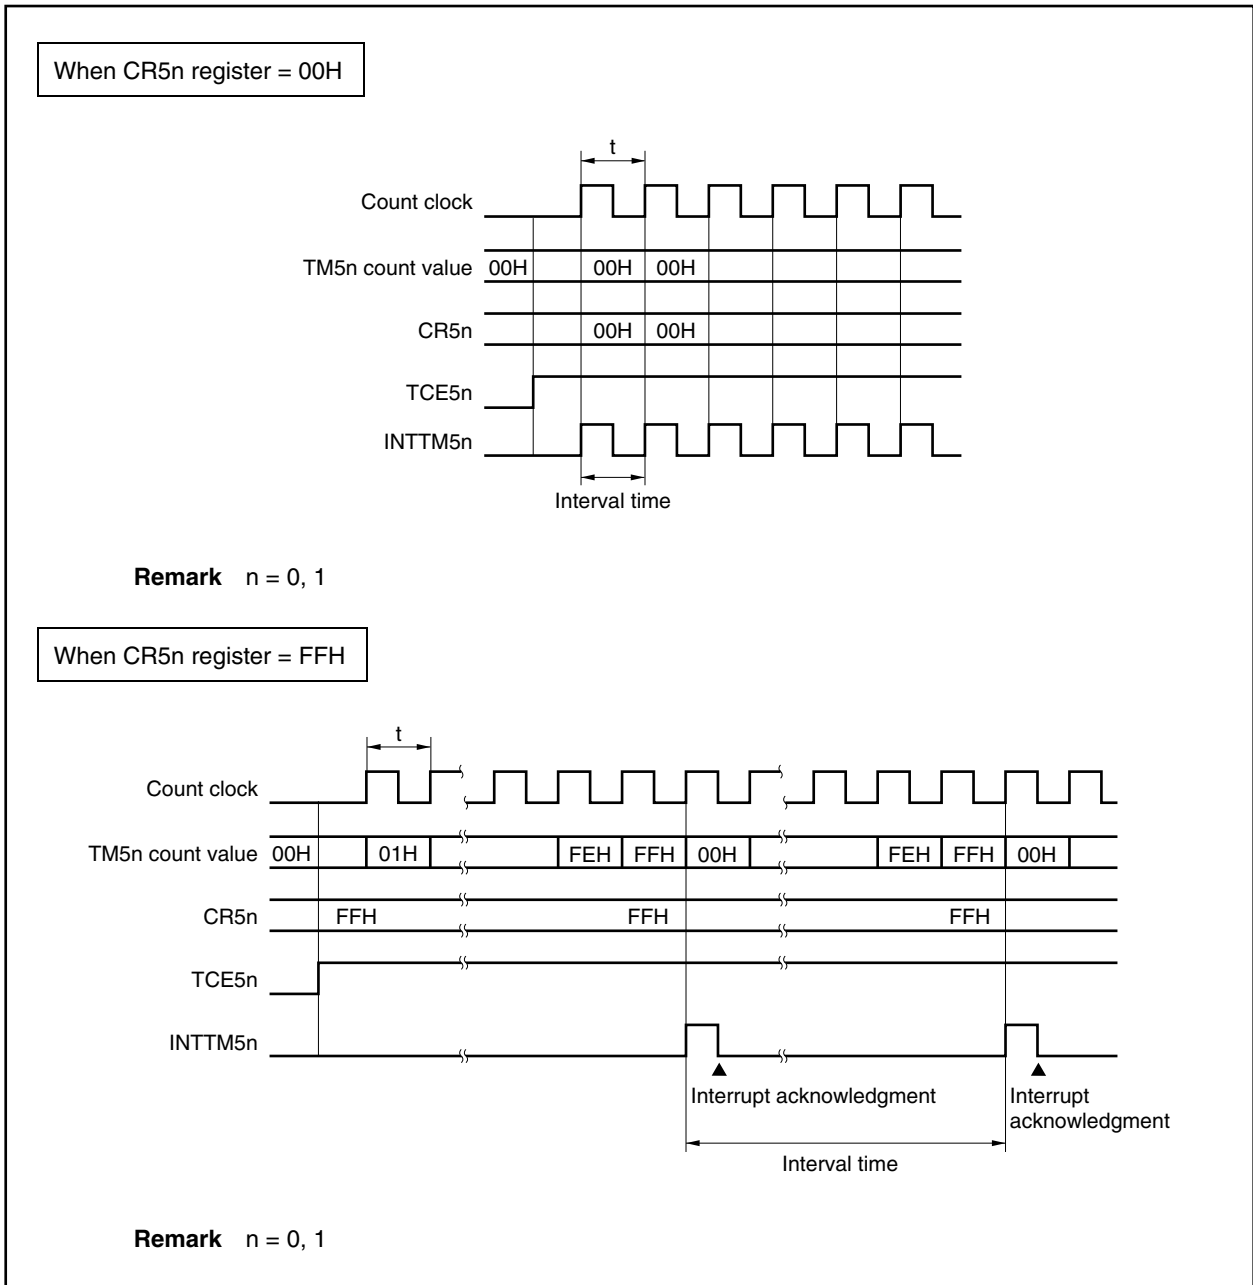 When CR5n register = 00H
t
Count clock
TM5n count value 00H 00H 00H
CR5n 00H 00H
TCE5n
INTTM5n
Interval time
Remark n = 0, 1
When CR5n register = FFH
t
Count clock
TM5n count value 00H 01H FEH FFH 00H FEH FFH 00H
CR5n FFH FFH FFH
TCE5n
INTTM5n
Interrupt acknowledgment Interrupt
acknowledgment
Interval time
Remark n = 0, 1